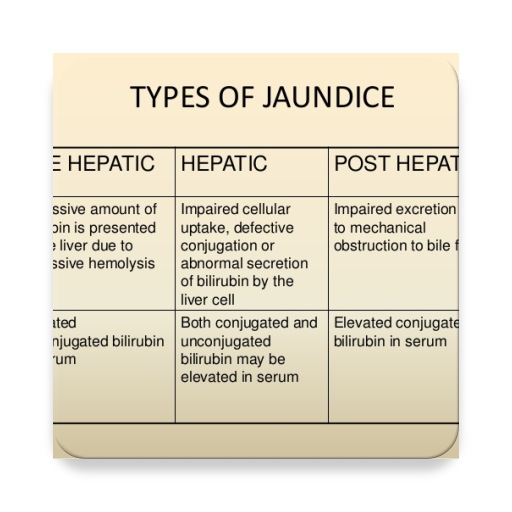 TYPES OF JAUNDICE
E HEPATIC
HEPATIC
POST HEPAT
ssive amount of
bin is presented
e liver due to
ssive hemolysis
Impaired cellular
uptake, defective
conjugation or
abnormal secretion
of bilirubin by the
liver cell
Impaired excretion
to mechanical
obstruction to bile f
ated
njugated bilirubin
rum
Both conjugated and
unconjugated
bilirubin may be
elevated in serum
Elevated conjugate
bilirubin in serum